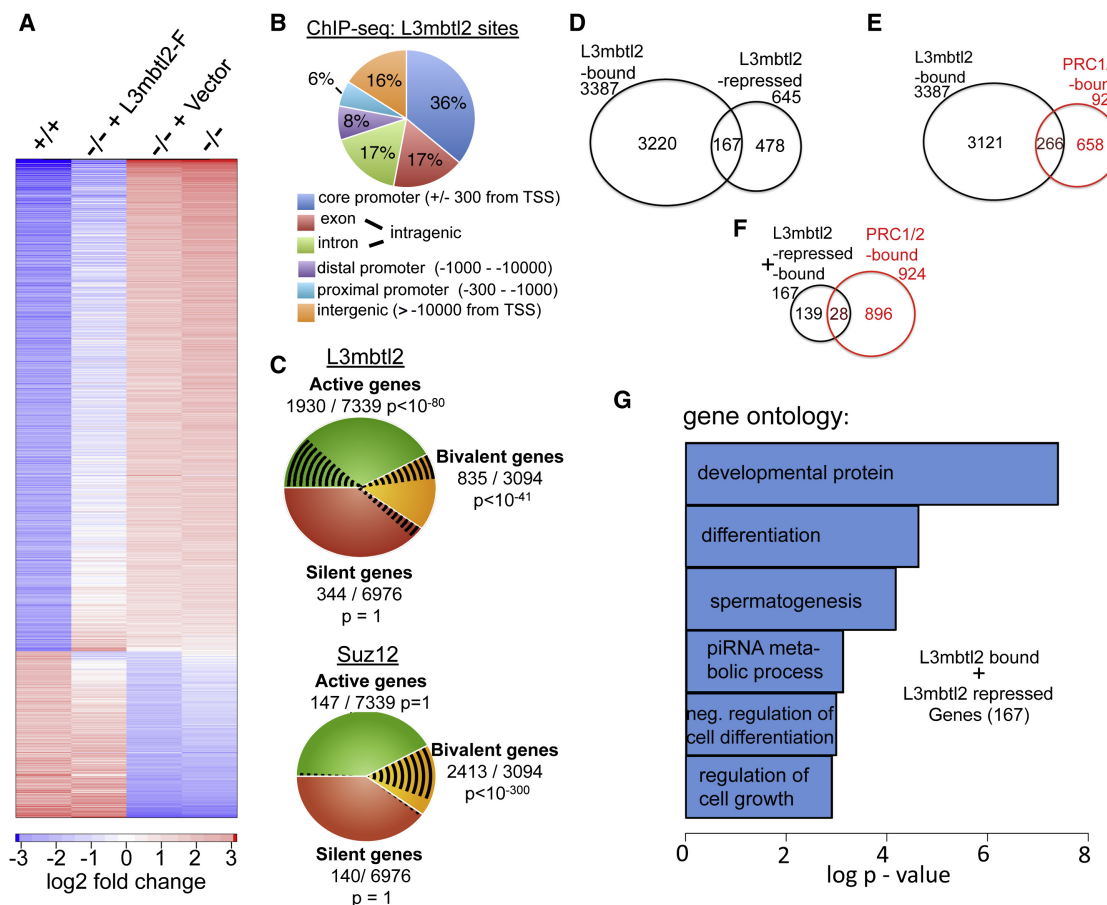 A
+/+
-/- + L3mbtl2-F
-/- + Vector
-/-
-3 -2 -1 0 1 2 3
log2 fold change
B
ChIP-seq: L3mbtl2 sites
36%
17%
17%
8%
6%
16%
core promoter (+/- 300 from TSS)
exon
intron
intragenic
distal promoter (-1000 - -10000)
proximal promoter (-300 - -1000)
intergenic (> -10000 from TSS)
C
L3mbtl2
Active genes
1930 / 7339 p<10-80
Bivalent genes
835 / 3094
p<10-41
Silent genes
344 / 6976
p = 1
Suz12
Active genes
147 / 7339 p=1
Bivalent genes
2413 / 3094
p<10-300
Silent genes
140/ 6976
p = 1
D
L3mbtl2
-bound
3387
L3mbtl2
-repressed
645
3220
167
478
E
L3mbtl2
-bound
3387
PRC1/
-bou
92
3121
266
658
F
L3mbtl2
-repressed
+
-bound
167
PRC1/2
-bound
924
139
28
896
G
gene ontology:
developmental protein
differentiation
spermatogenesis
piRNA meta-
bolic process
neg. regulation of
cell differentiation
regulation of
cell growth
L3mbtl2 bound
+
L3mbtl2 repressed
Genes (167)
0 2 4 6 8
log p - value